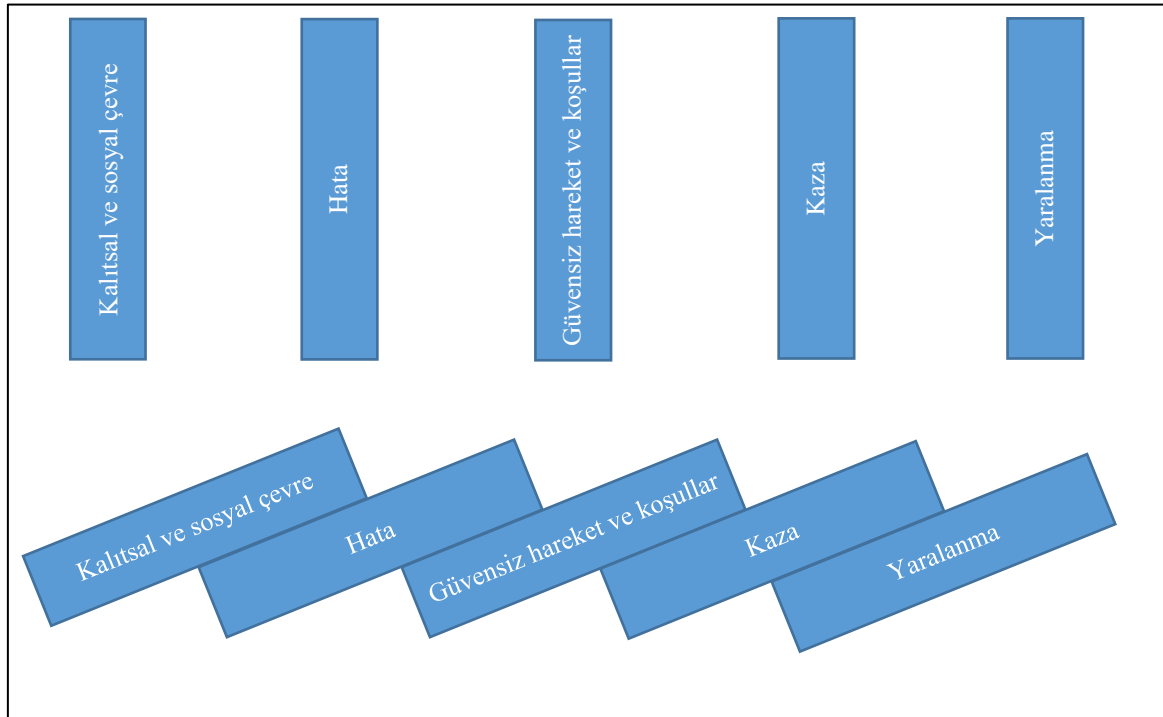 Kalıtsal ve sosyal çevre
Hata
Güvensiz hareket ve koşullar
Kaza
Yaralanma
Kalıtsal ve sosyal çevre
Hata
Güvensiz hareket ve koşullar
Kaza
Yaralanma